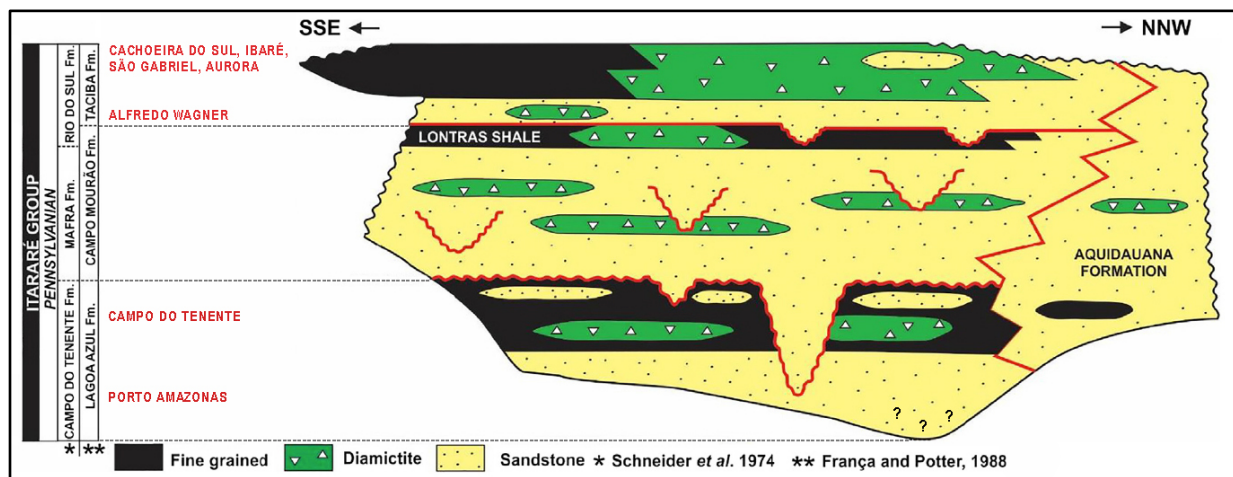 SSE
NNW
ITARARÉ GROUP
PENNSYLVANIAN
CAMPO DO TENENTE Fm.
MAFRA Fm.
RIO DO SUL Fm.
LAGOA AZUL Fm.
CAMPO MOURÃO Fm.
TACIBA Fm.
CACHOEIRA DO SUL, IBARÉ,
SÃO GABRIEL, AURORA
ALFREDO WAGNER
LONTRAS SHALE
AQUIDAUANA
FORMATION
CAMPO DO TENENTE
PORTO AMAZONAS
? ? ?
* **
Fine grained Diamictite Sandstone * Schneider et al. 1974 ** França and Potter, 1988